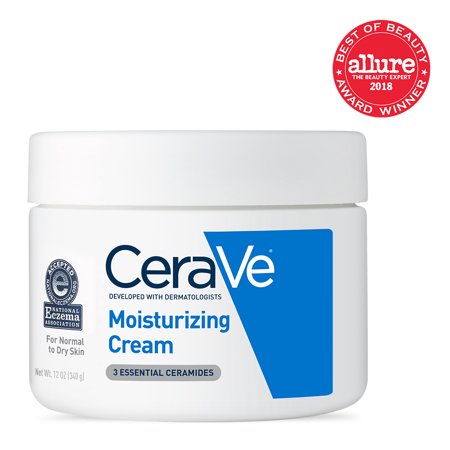 BEST OF BEAUTY
allure
THE BEAUTY EXPERT
2018
AWARD WINNER
CeraVe
DEVELOPED WITH DERMATOLOGISTS
Moisturizing
Cream
3 ESSENTIAL CERAMIDES
ACCEPTED
e
NATIONAL
Eczema
ASSOCIATION
For Normal
to Dry Skin
Net Wt. 12 OZ (340 g)